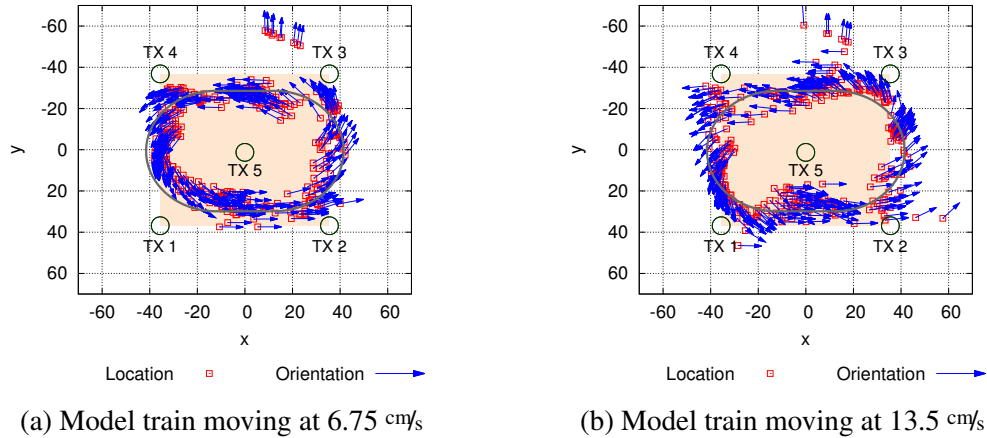 -60
-40
-20
0
20
40
60
y
-60 -40 -20 0 20 40 60
x
TX 4
TX 3
TX 5
TX 1
TX 2
Location
Orientation
(a) Model train moving at 6.75 cm/s
-60
-40
-20
0
20
40
60
y
-60 -40 -20 0 20 40 60
x
TX 4
TX 3
TX 5
TX 1
TX 2
Location
Orientation
(b) Model train moving at 13.5 cm/s